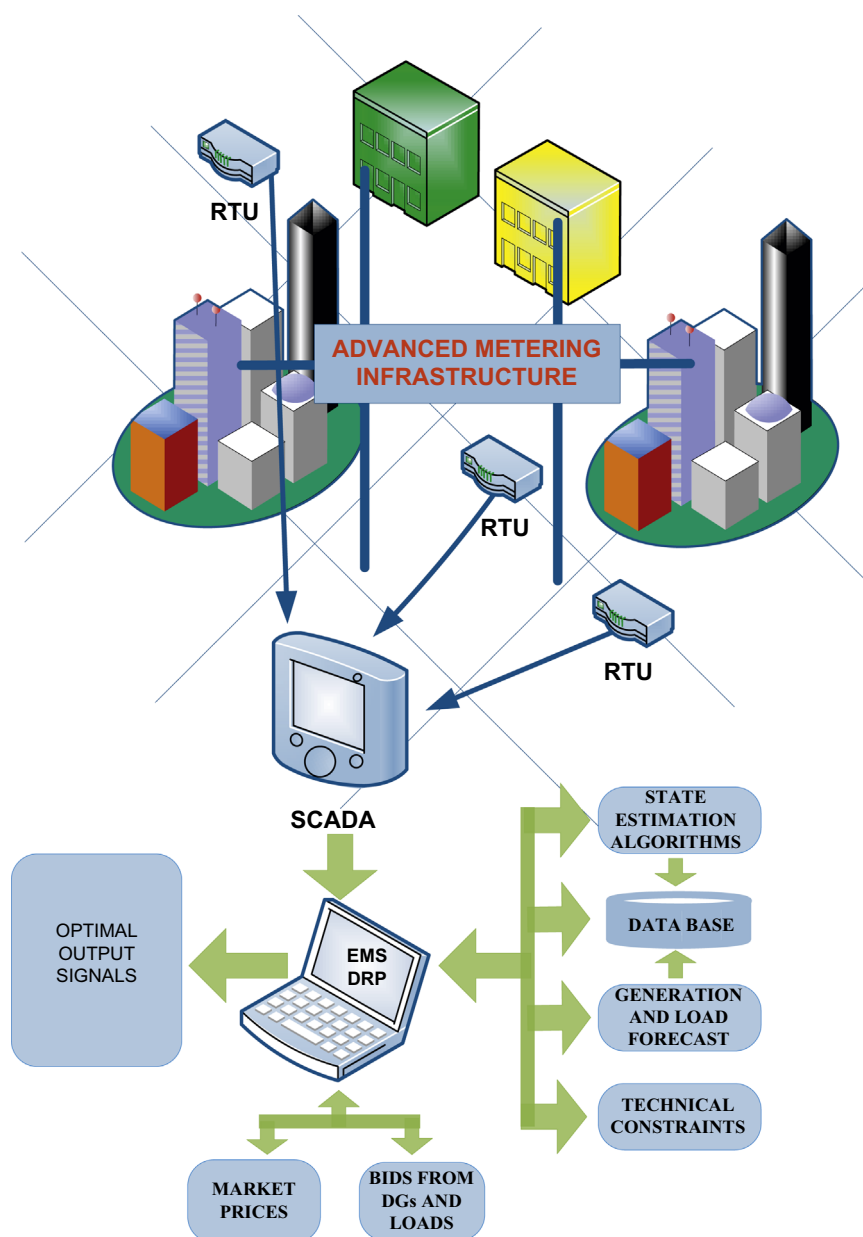 RTU
ADVANCED METERING
INFRASTRUCTURE
RTU
RTU
SCADA
STATE
ESTIMATION
ALGORITHMS
DATA BASE
OPTIMAL
OUTPUT
SIGNALS
EMS
DRP
GENERATION
AND LOAD
FORECAST
TECHNICAL
CONSTRAINTS
MARKET
PRICES
BIDS FROM
DGs AND
LOADS